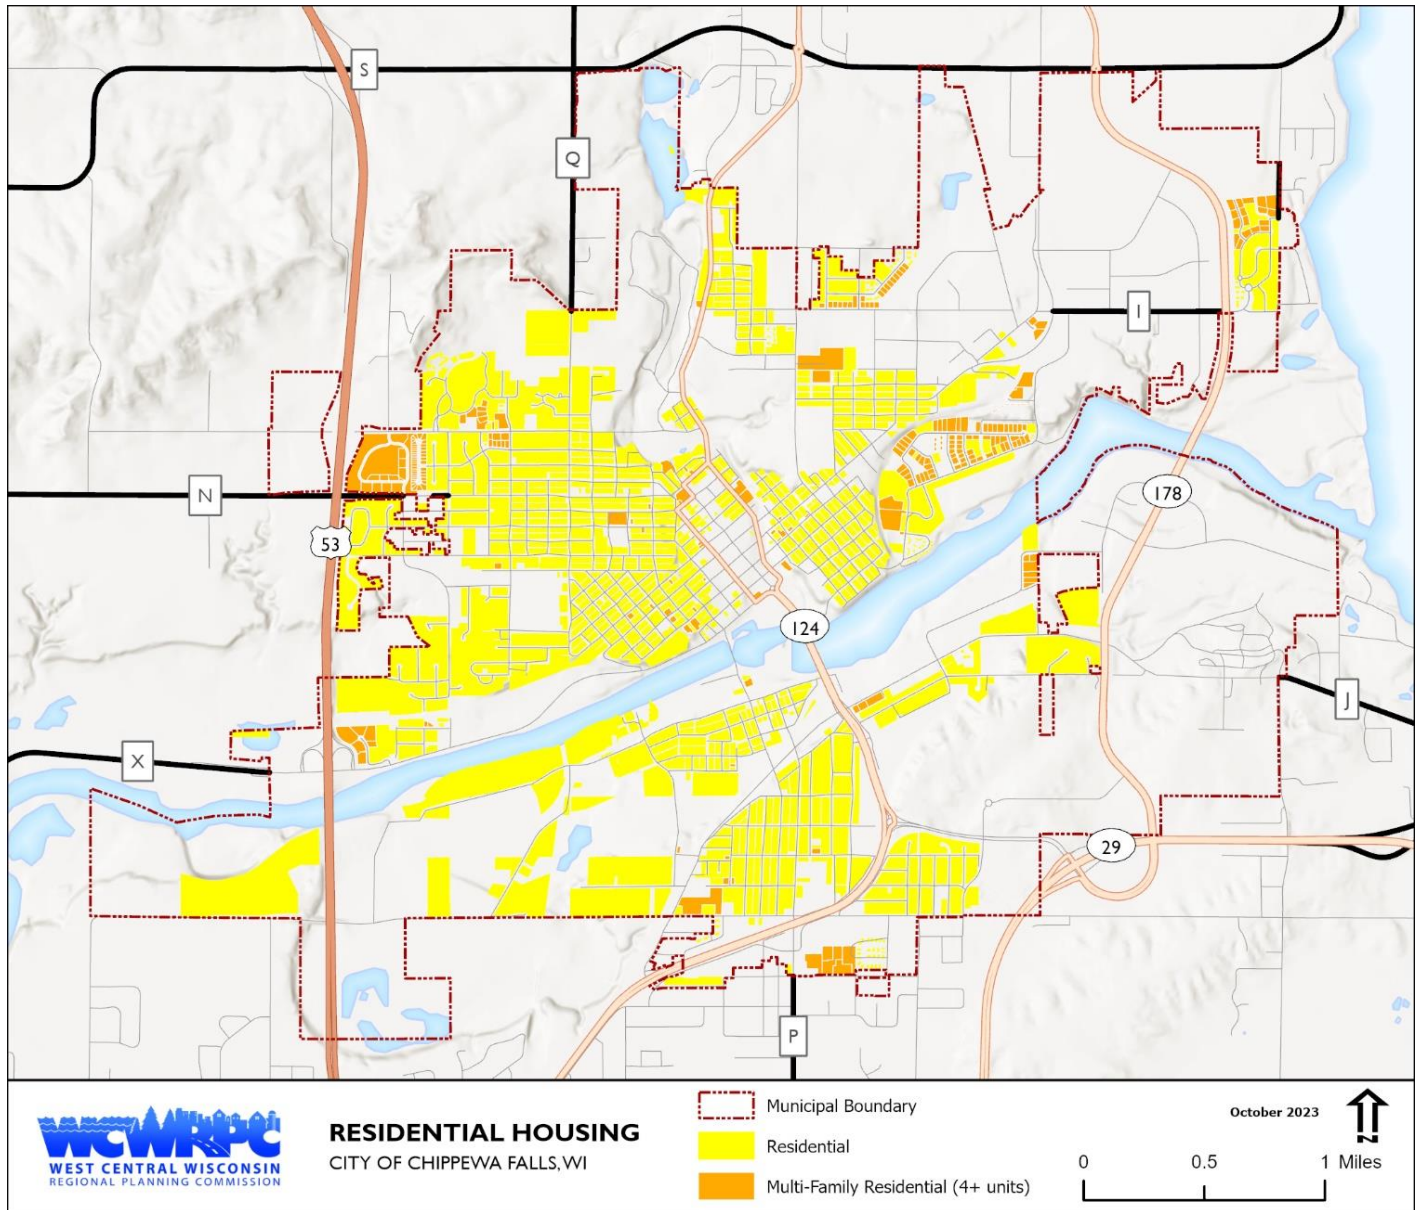 S
Q
I
N
178
53
124
J
X
29
P
WCWRPC
WEST CENTRAL WISCONSIN
REGIONAL PLANNING COMMISSION
RESIDENTIAL HOUSING
CITY OF CHIPPEWA FALLS, WI
Municipal Boundary
Residential
Multi-Family Residential (4+ units)
October 2023
N
0 0.5 1 Miles